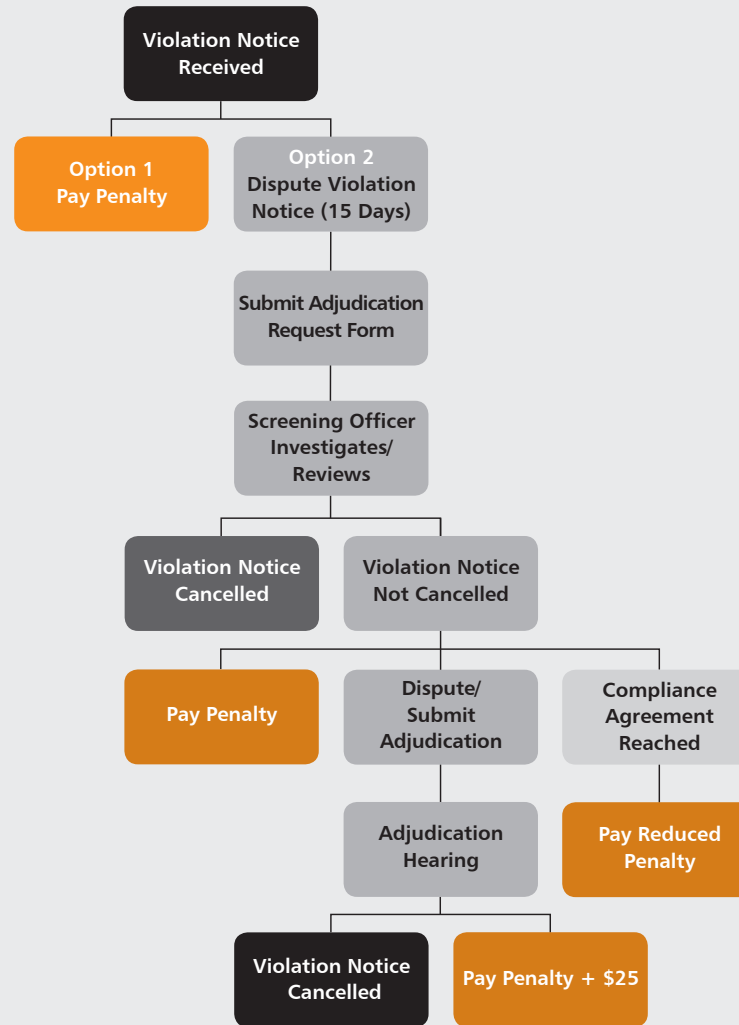 Violation Notice
Received
Option 1
Pay Penalty
Option 2
Dispute Violation
Notice (15 Days)
Submit Adjudication
Request Form
Screening Officer
Investigates/
Reviews
Violation Notice
Cancelled
Violation Notice
Not Cancelled
Pay Penalty
Dispute/
Submit
Adjudication
Compliance
Agreement
Reached
Adjudication
Hearing
Pay Reduced
Penalty
Violation Notice
Cancelled
Pay Penalty + $25